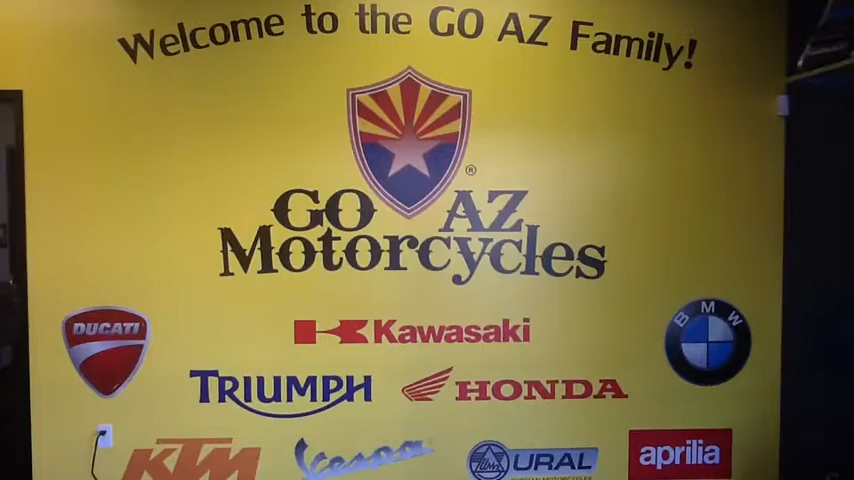 Welcome to the GO AZ Family!
GO AZ
Motorcycles
®
DUCATI
Kawasaki
BMW
TRIUMPH
HONDA
KTM
Vespa
URAL
aprilia